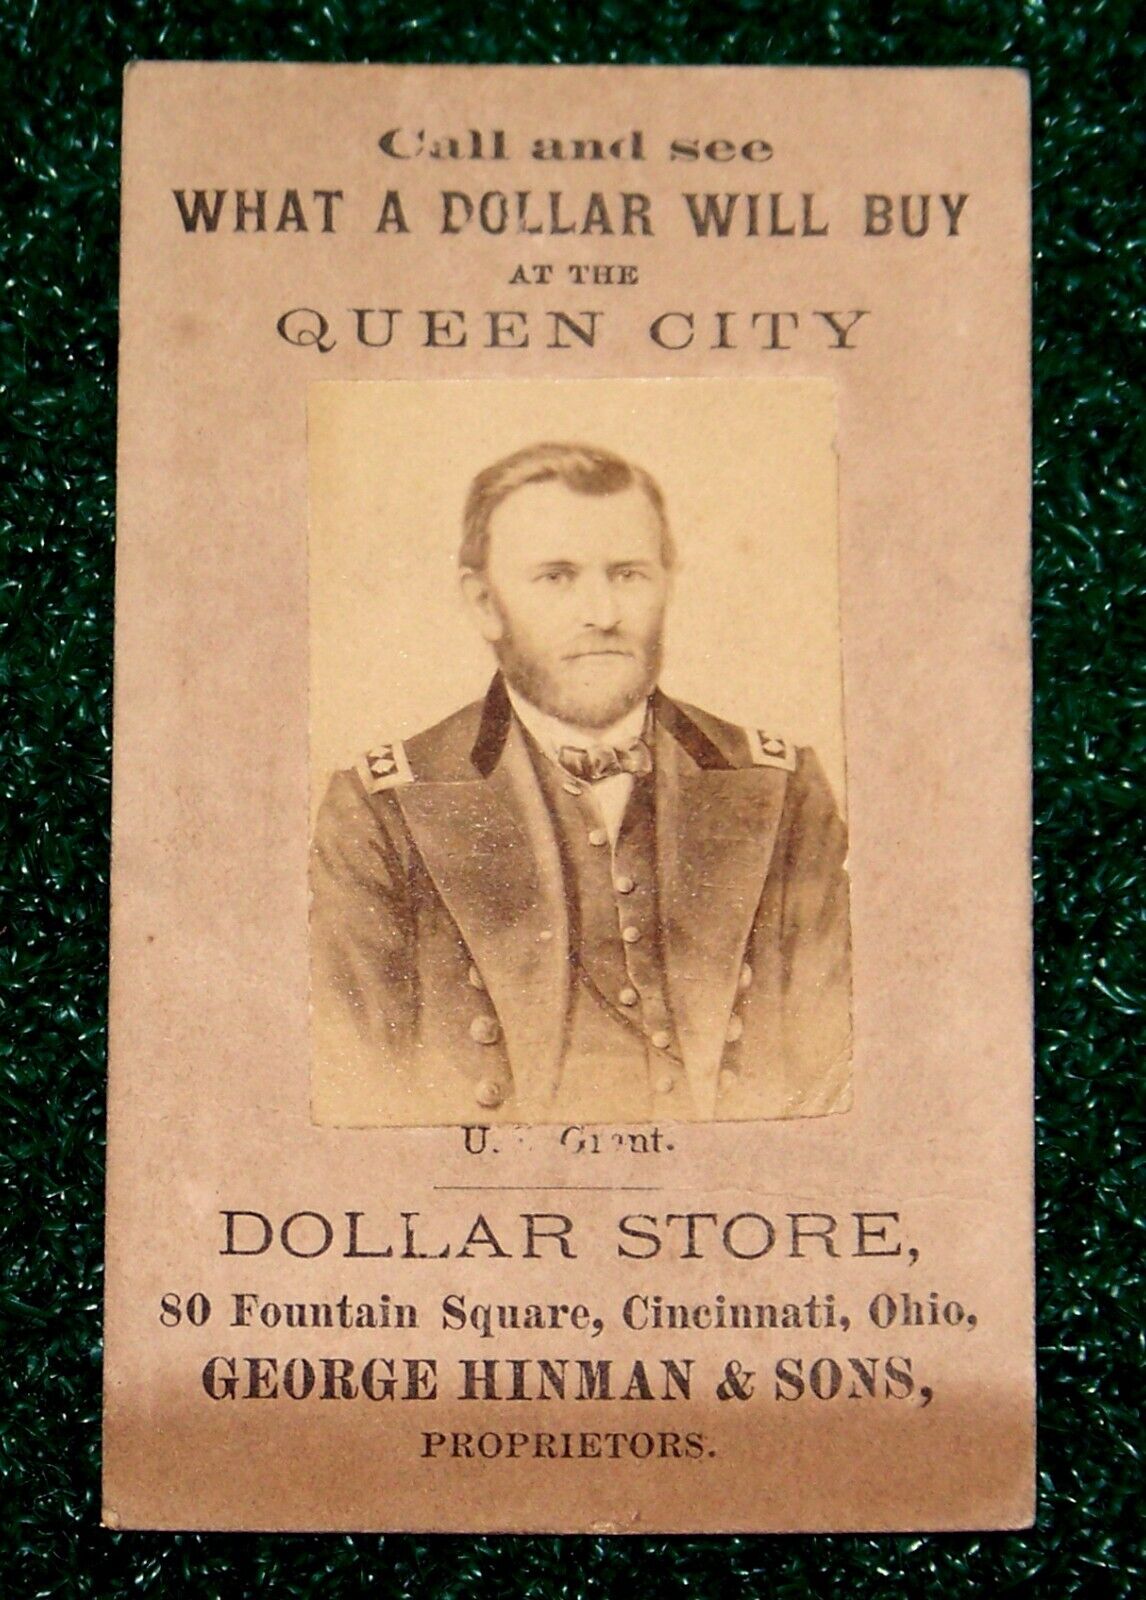 Call and see
WHAT A DOLLAR WILL BUY
AT THE
QUEEN CITY
U. S. Grant.
DOLLAR STORE,
80 Fountain Square, Cincinnati, Ohio,
GEORGE HINMAN & SONS,
PROPRIETORS.